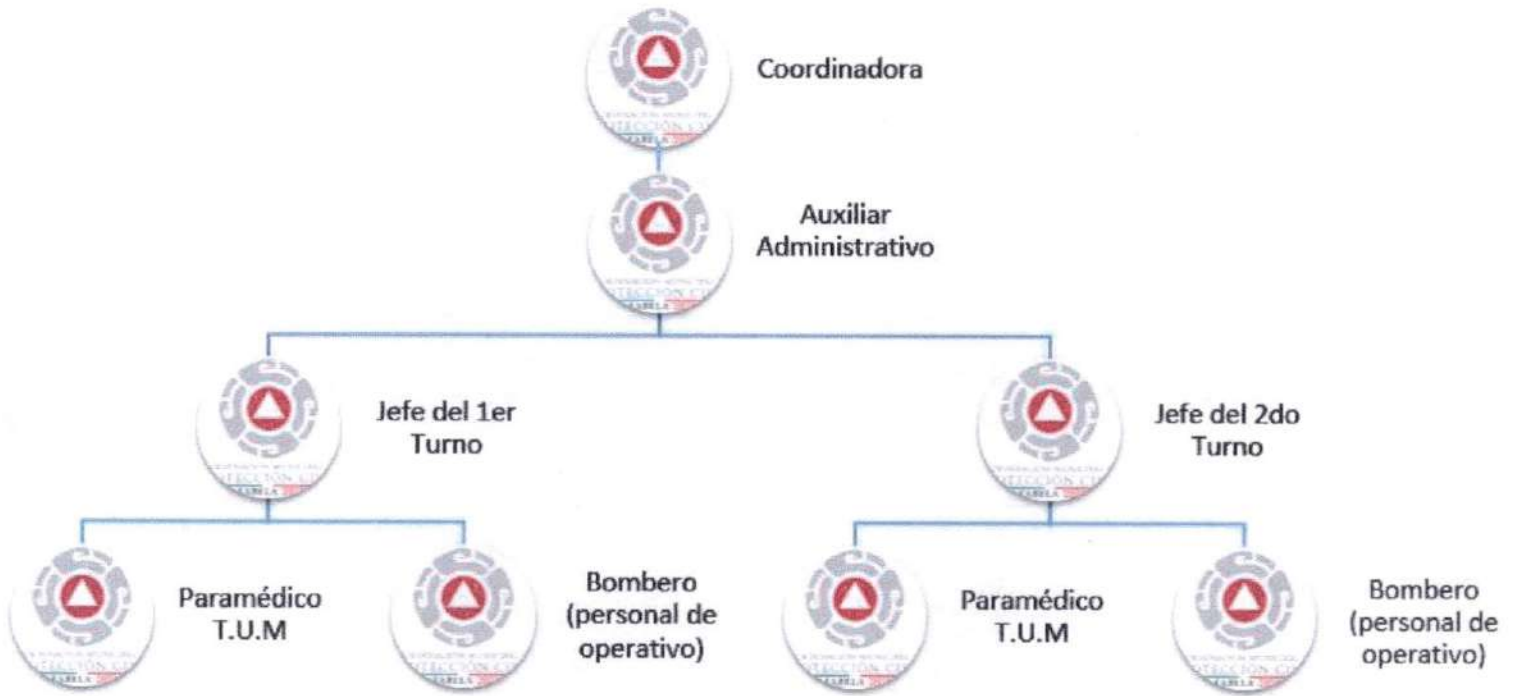 Coordinadora
Auxiliar
Administrativo
Jefe del 1er
Turno
Jefe del 2do
Turno
Paramédico
T.U.M
Bombero
(personal de
operativo)
Paramédico
T.U.M
Bombero
(personal de
operativo)